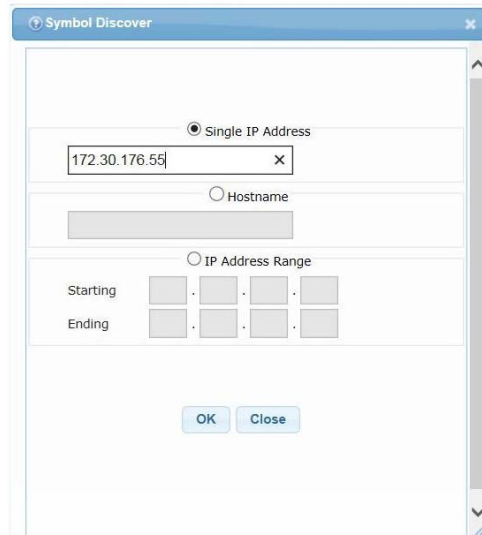 Symbol Discover
Single IP Address
172.30.176.55
Hostname
IP Address Range
Starting . . .
Ending . . .
OK Close